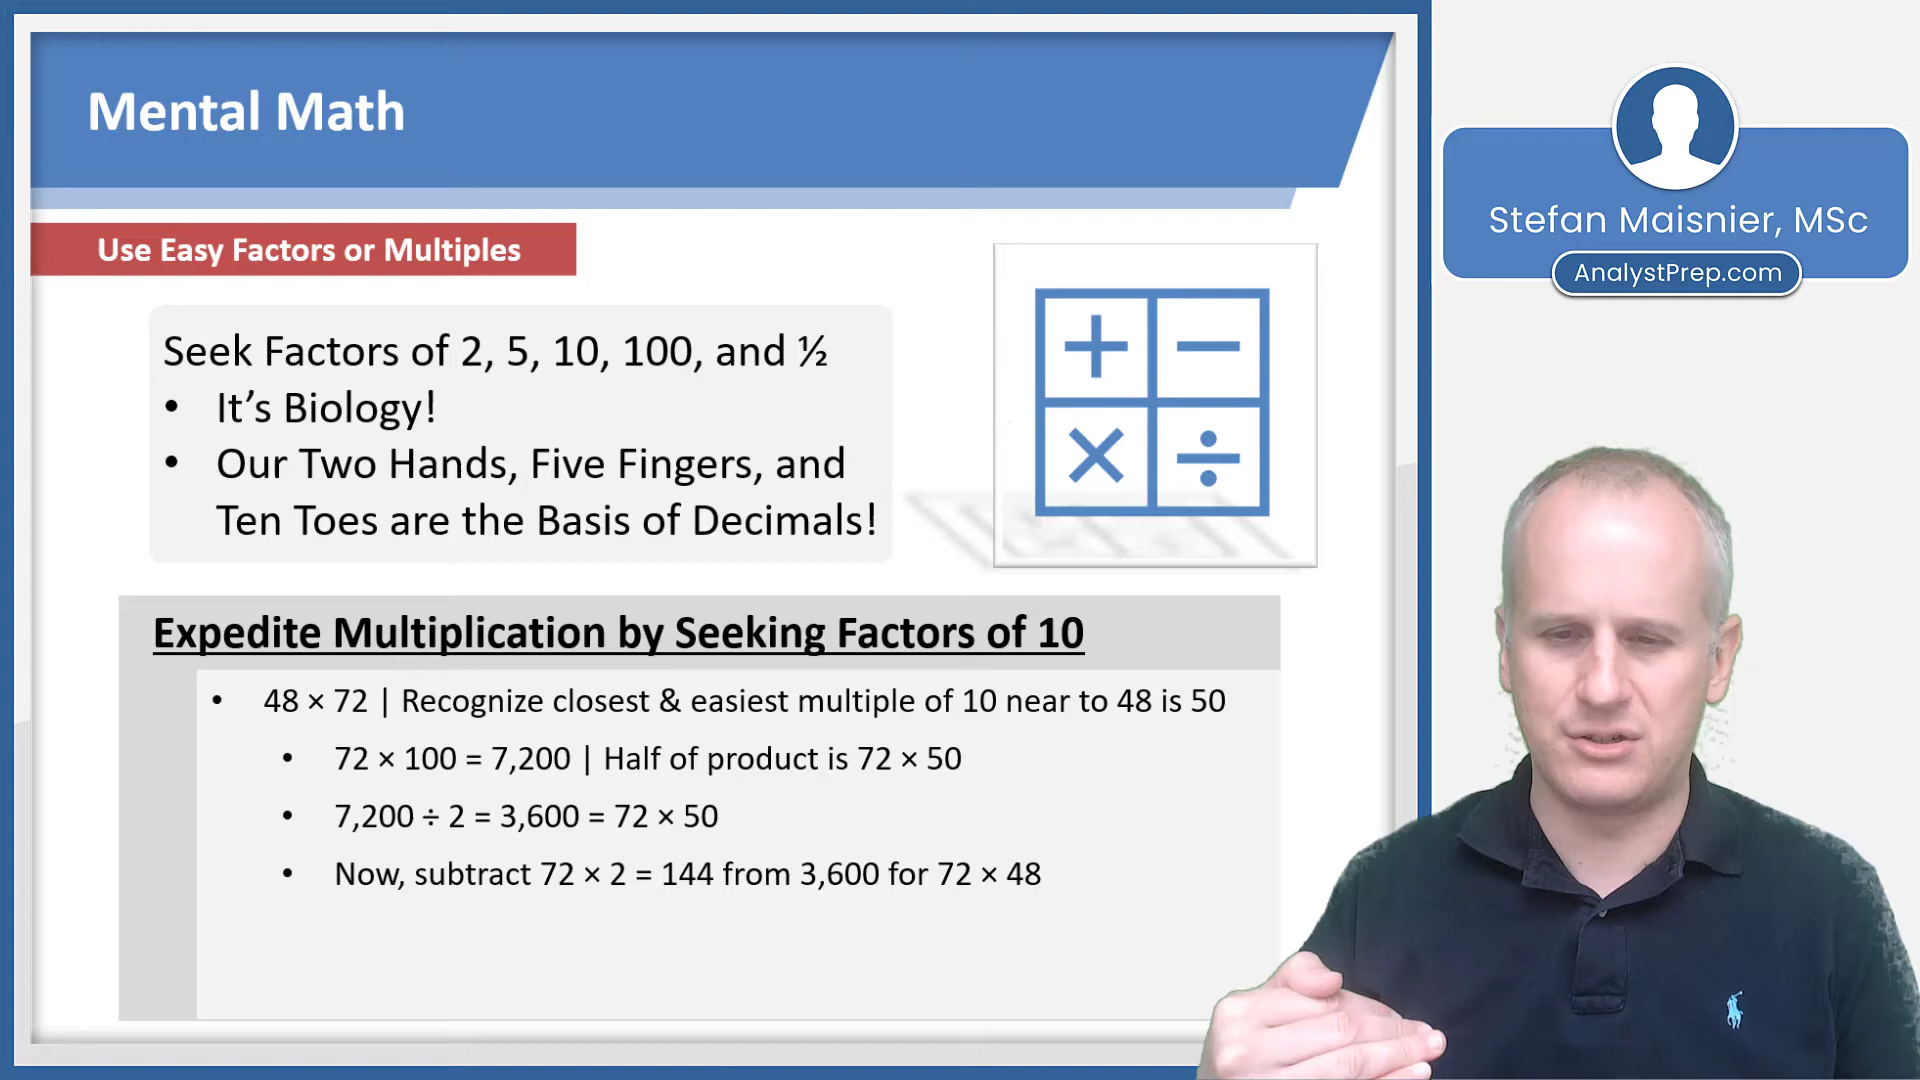 Mental Math
Use Easy Factors or Multiples
Seek Factors of 2, 5, 10, 100, and ½
• It’s Biology!
• Our Two Hands, Five Fingers, and
Ten Toes are the Basis of Decimals!
+ −
× ÷
Expedite Multiplication by Seeking Factors of 10
• 48 × 72 | Recognize closest & easiest multiple of 10 near to 48 is 50
• 72 × 100 = 7,200 | Half of product is 72 × 50
• 7,200 ÷ 2 = 3,600 = 72 × 50
• Now, subtract 72 × 2 = 144 from 3,600 for 72 × 48
Stefan Maisnier, MSc
AnalystPrep.com